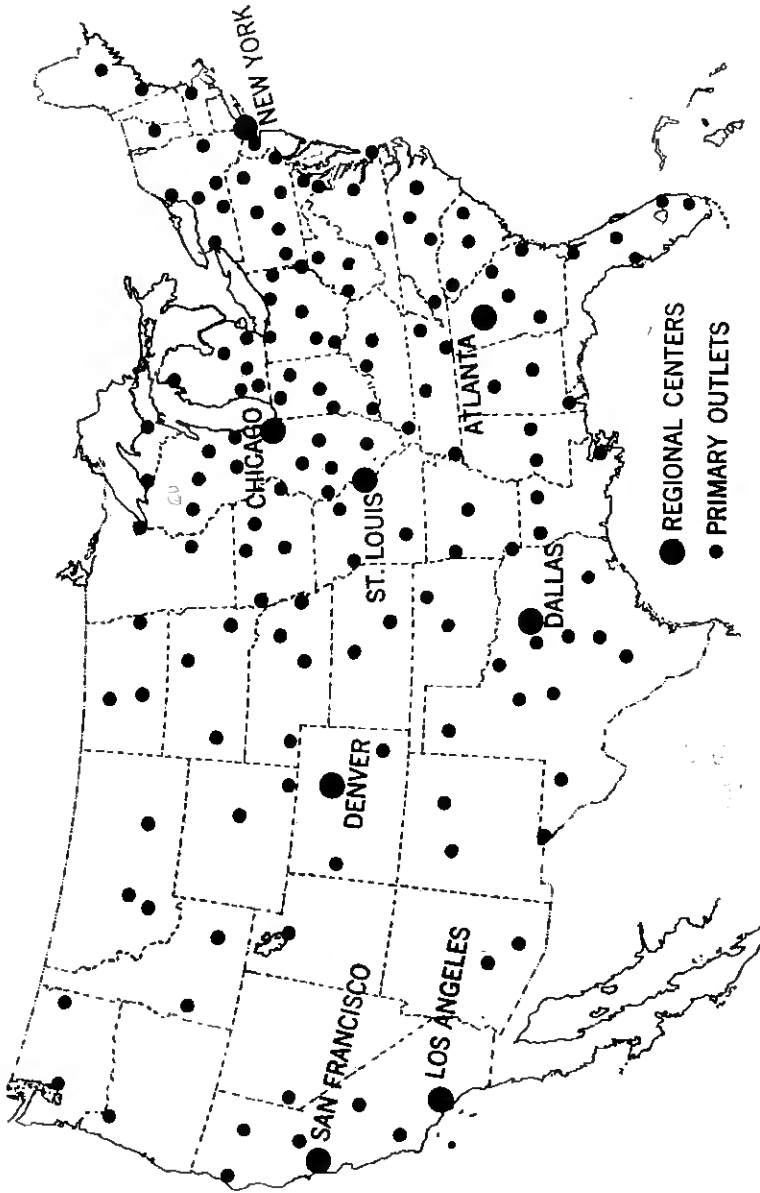 NEW YORK
CHICAGO
ST. LOUIS
ATLANTA
DALLAS
DENVER
SAN FRANCISCO
LOS ANGELES
REGIONAL CENTERS
PRIMARY OUTLETS